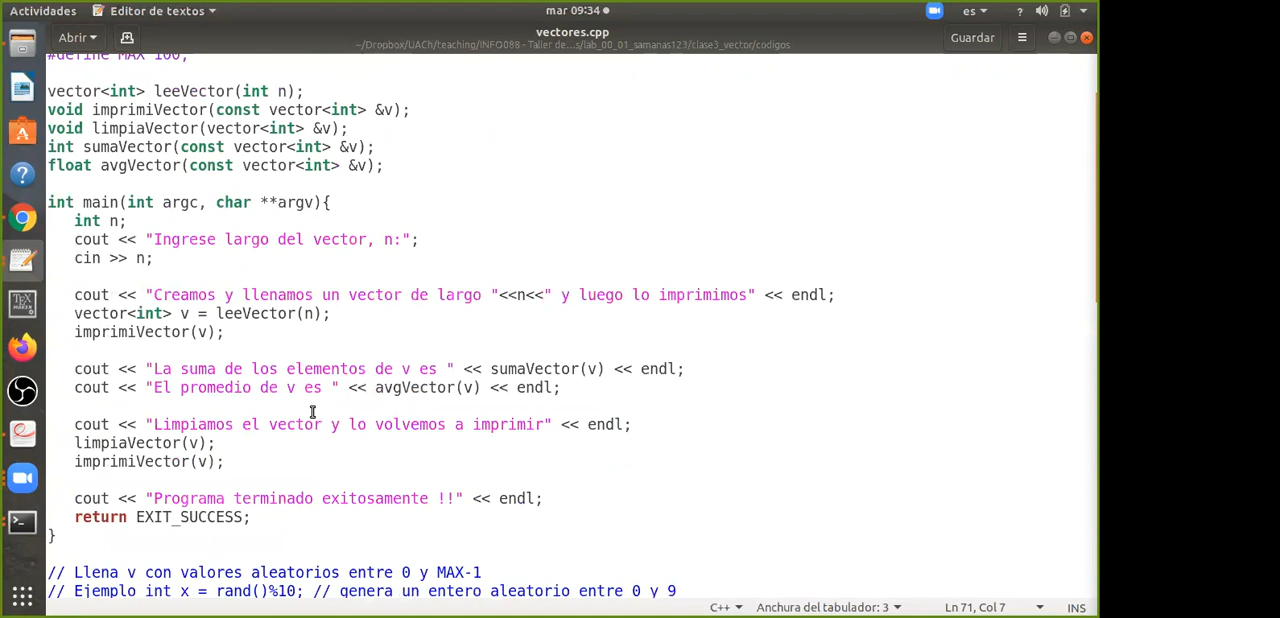 Actividades Editor de textos mar 09:34 es
Abrir vectores.cpp Guardar
~/Dropbox/UACh/teaching/INFO088 - Taller de...s/lab_00_01_samanas123/clase3_vector/codigos
#define MAX 100;
vector<int> leeVector(int n);
void imprimiVector(const vector<int> &v);
void limpiaVector(vector<int> &v);
int sumaVector(const vector<int> &v);
float avgVector(const vector<int> &v);
int main(int argc, char **argv){
int n;
cout << "Ingrese largo del vector, n:";
cin >> n;
cout << "Creamos y llenamos un vector de largo "<<n<<" y luego lo imprimimos" << endl;
vector<int> v = leeVector(n);
imprimiVector(v);
cout << "La suma de los elementos de v es " << sumaVector(v) << endl;
cout << "El promedio de v es " << avgVector(v) << endl;
cout << "Limpiamos el vector y lo volvemos a imprimir" << endl;
limpiaVector(v);
imprimiVector(v);
cout << "Programa terminado exitosamente !!" << endl;
return EXIT_SUCCESS;
}
// Llena v con valores aleatorios entre 0 y MAX-1
// Ejemplo int x = rand()%10; // genera un entero aleatorio entre 0 y 9
C++ Anchura del tabulador: 3 Ln 71, Col 7 INS